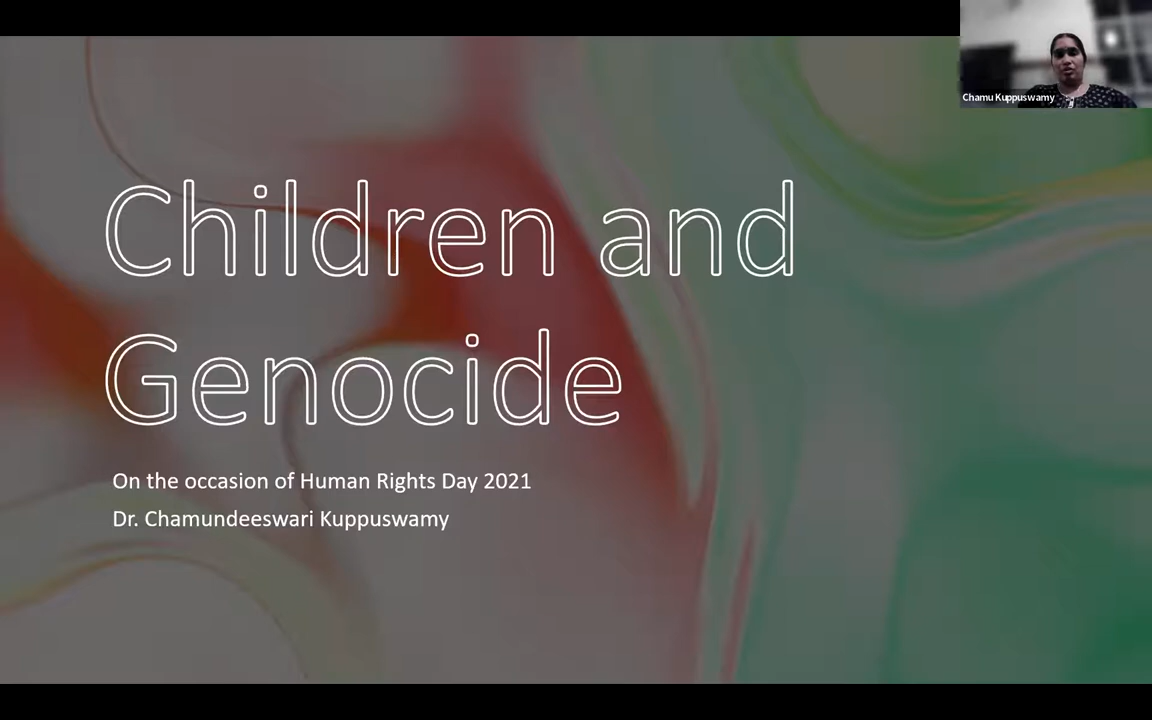 Chamu Kuppuswamy
Children and
Genocide
On the occasion of Human Rights Day 2021
Dr. Chamundeeswari Kuppuswamy